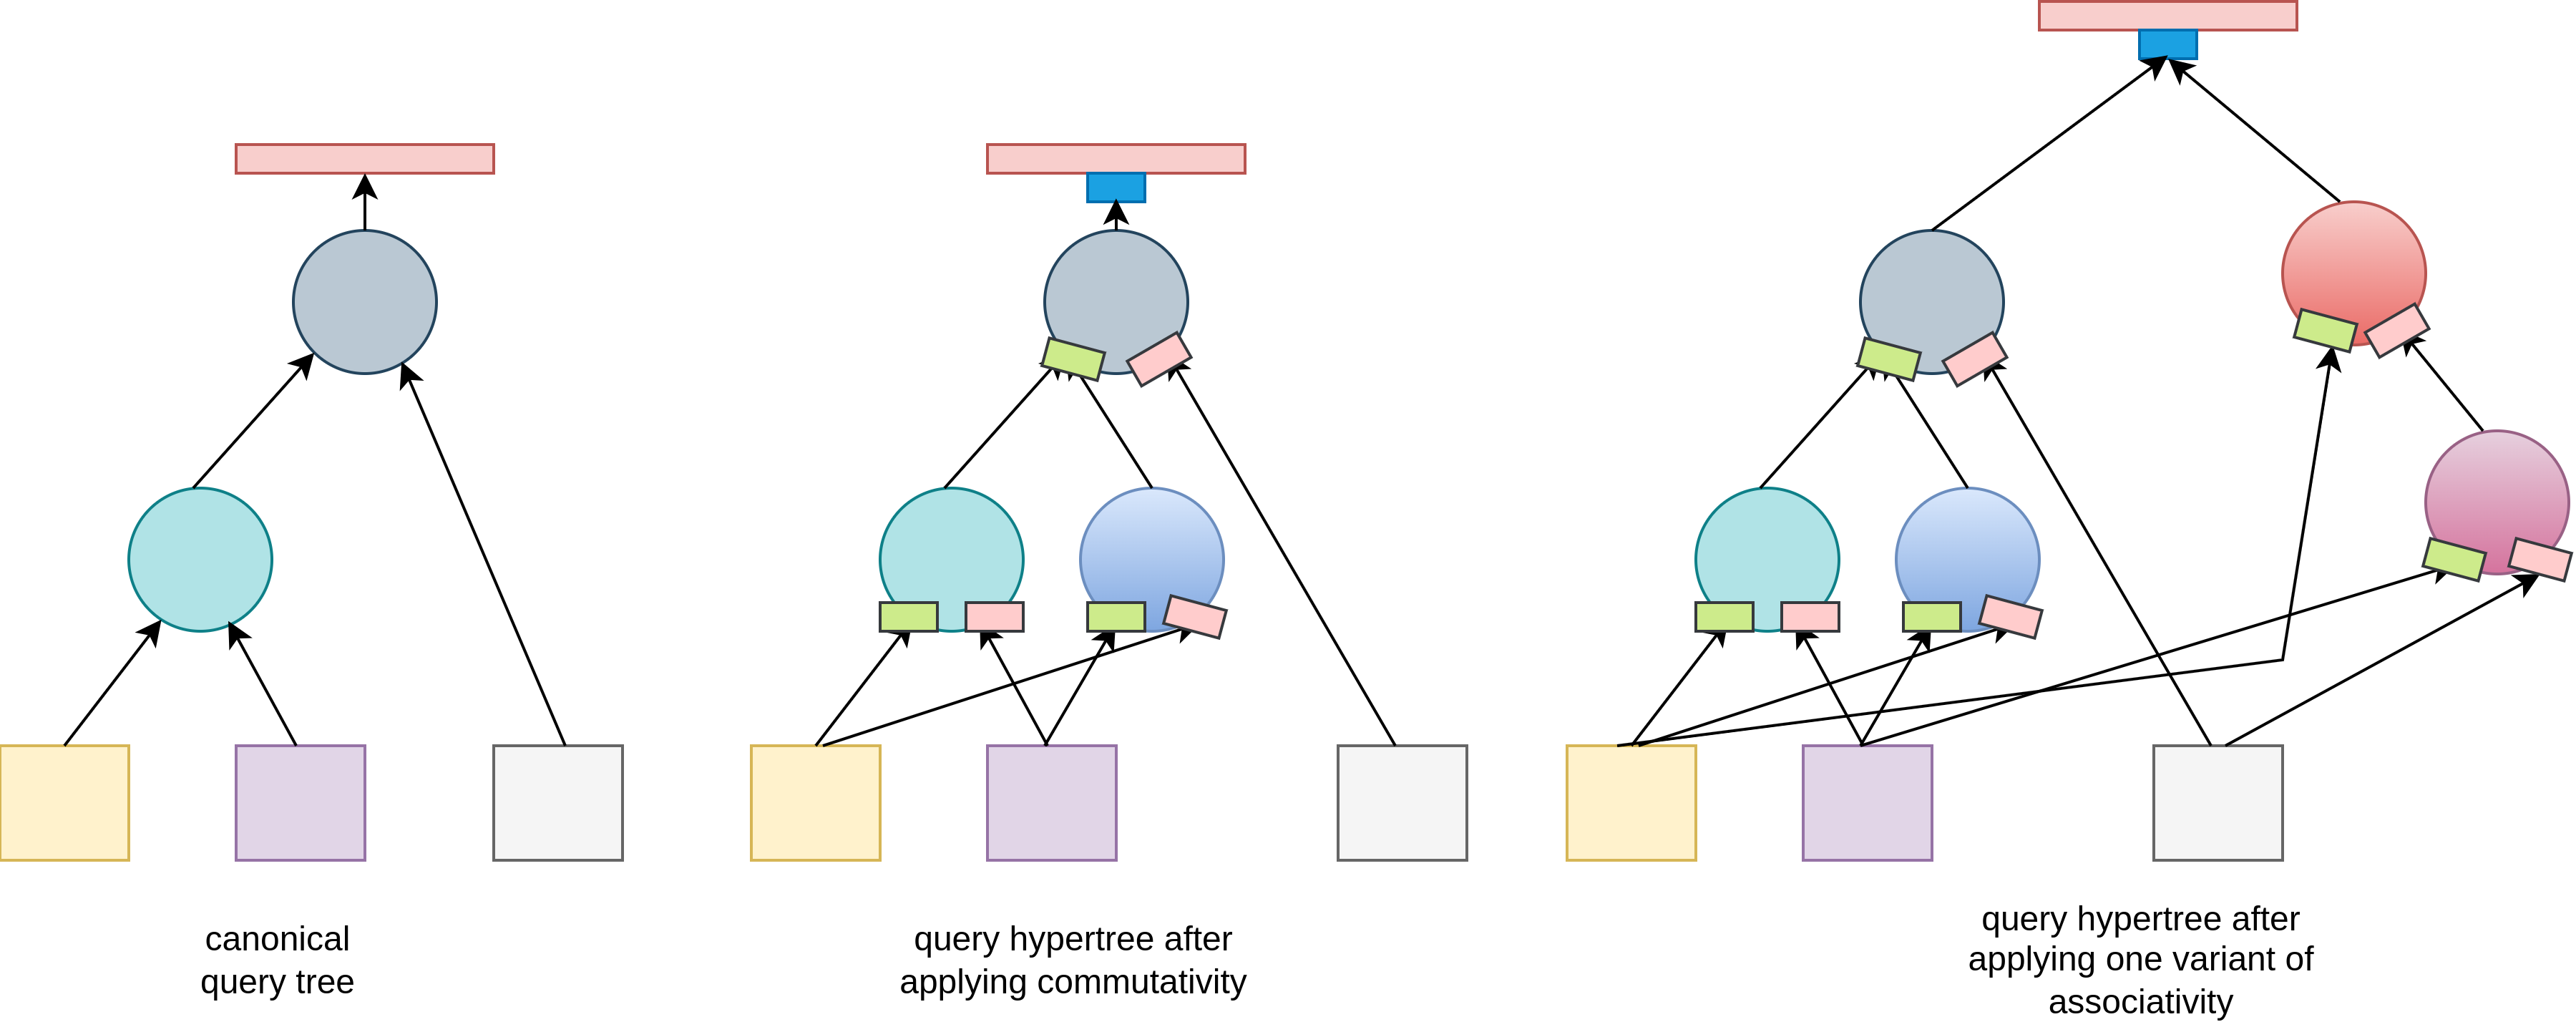 canonical
query tree
query hypertree after
applying commutativity
query hypertree after
applying one variant of
associativity